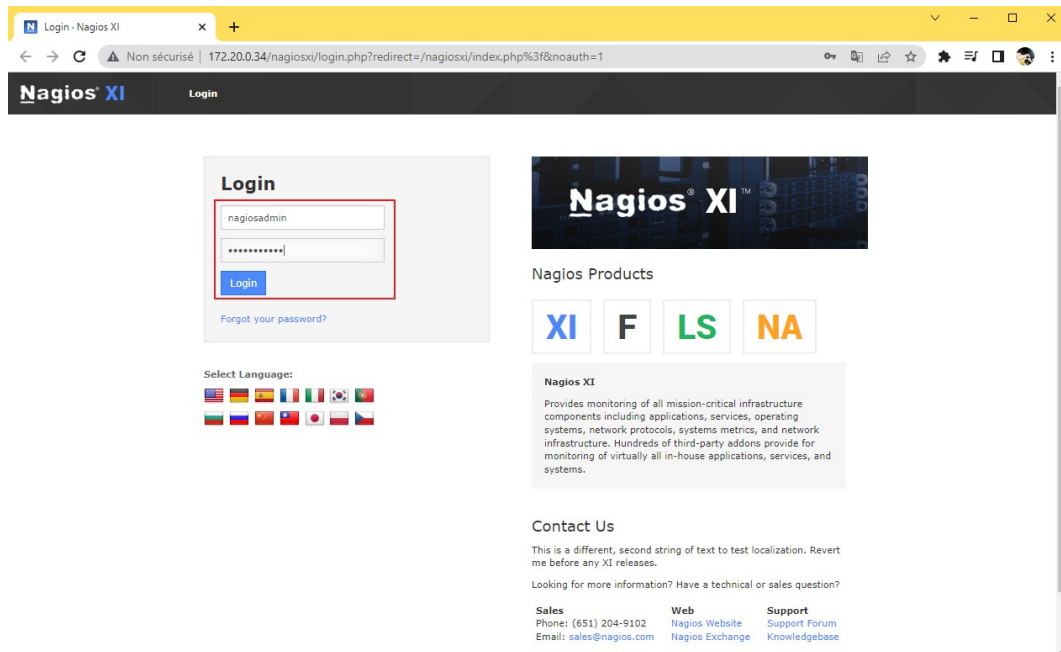 Login · Nagios XI
Non sécurisé | 172.20.0.34/nagiosxi/login.php?redirect=/nagiosxi/index.php%3f&noauth=1
Nagios® XI
Login
Login
nagiosadmin
•••••••••••
Login
Forgot your password?
Select Language:
Nagios® XI™
Nagios Products
XI F LS NA
Nagios XI
Provides monitoring of all mission-critical infrastructure
components including applications, services, operating
systems, network protocols, systems metrics, and network
infrastructure. Hundreds of third-party addons provide for
monitoring of virtually all in-house applications, services, and
systems.
Contact Us
This is a different, second string of text to test localization. Revert
me before any XI releases.
Looking for more information? Have a technical or sales question?
Sales Web Support
Phone: (651) 204-9102 Nagios Website Support Forum
Email: sales@nagios.com Nagios Exchange Knowledgebase